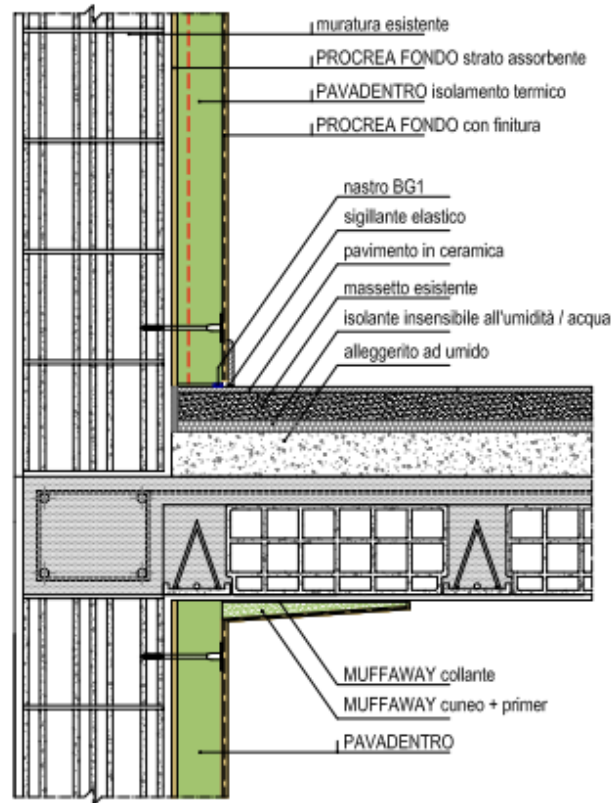 muratura esistente
PROCREA FONDO strato assorbente
PAVADENTRO isolamento termico
PROCREA FONDO con finitura
nastro BG1
sigillante elastico
pavimento in ceramica
massetto esistente
isolante insensibile all'umidità / acqua
alleggerito ad umido
MUFFAWAY collante
MUFFAWAY cuneo + primer
PAVADENTRO